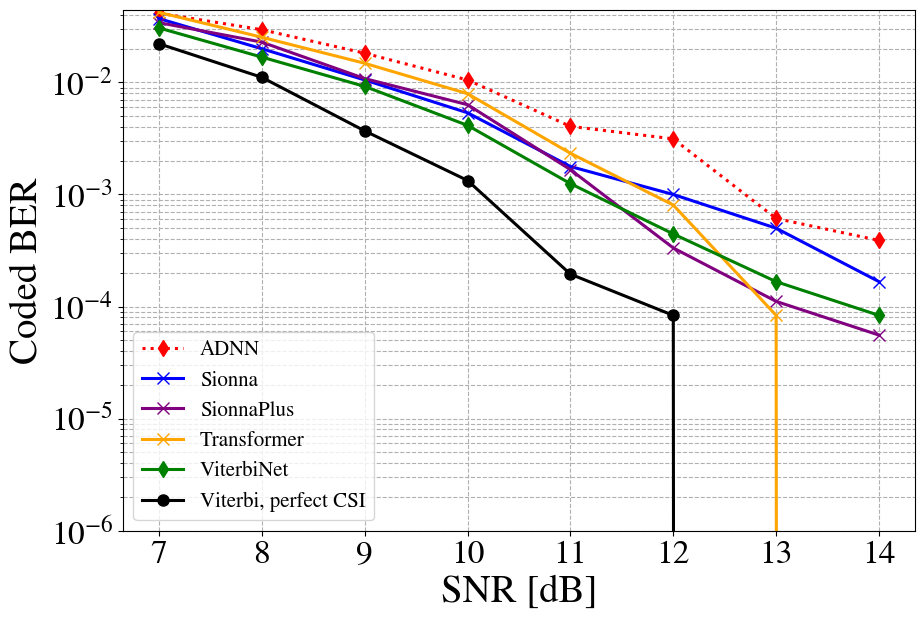 Coded BER
10⁻²
10⁻³
10⁻⁴
10⁻⁵
10⁻⁶
ADNN
Sionna
SionnaPlus
Transformer
ViterbiNet
Viterbi, perfect CSI
7 8 9 10 11 12 13 14
SNR [dB]